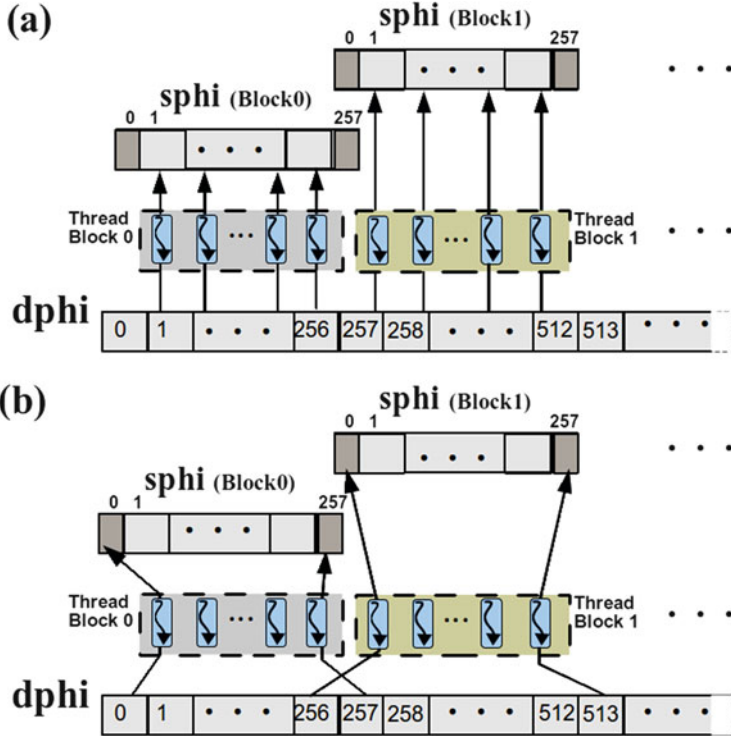 (a)
sphi (Block1)
0 1 257
• • •
• • •
sphi (Block0)
0 1 257
• • •
Thread Block 0
•••
•••
Thread Block 1
• • •
dphi
0 1 • • • 256 257 258 • • • 512 513 • • •
(b)
sphi (Block1)
0 1 257
• • •
• • •
sphi (Block0)
0 1 257
• • •
Thread Block 0
•••
•••
Thread Block 1
• • •
dphi
0 1 • • • 256 257 258 • • • 512 513 • • •